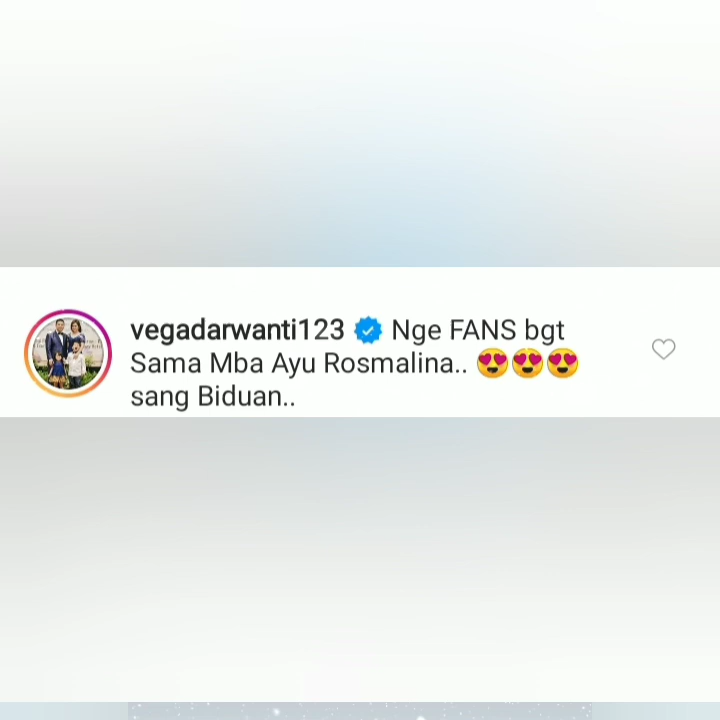 vegadarwanti123 Nge FANS bgt
Sama Mba Ayu Rosmalina.. 😍😍😍
sang Biduan..